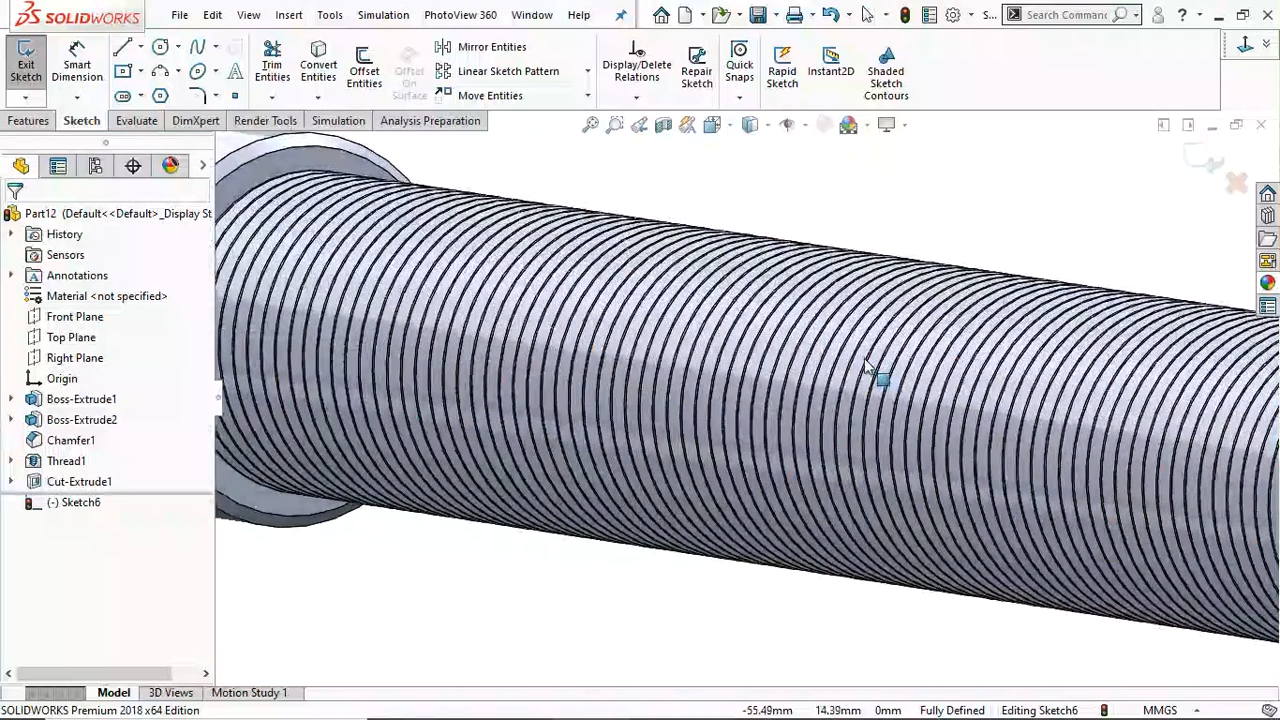 SOLIDWORKS File Edit View Insert Tools Simulation PhotoView 360 Window Help S... Search Commanc ?
Exit Sketch
Smart Dimension
Trim Entities
Convert Entities
Offset Entities
Offset On Surface
Mirror Entities
Linear Sketch Pattern
Move Entities
Display/Delete Relations
Repair Sketch
Quick Snaps
Rapid Sketch
Instant2D
Shaded Sketch Contours
Features Sketch Evaluate DimXpert Render Tools Simulation Analysis Preparation
Part12 (Default<<Default>_Display St
History
Sensors
Annotations
Material <not specified>
Front Plane
Top Plane
Right Plane
Origin
Boss-Extrude1
Boss-Extrude2
Chamfer1
Thread1
Cut-Extrude1
(-) Sketch6
Model 3D Views Motion Study 1
SOLIDWORKS Premium 2018 x64 Edition -55.49mm 14.39mm 0mm Fully Defined Editing Sketch6 MMGS